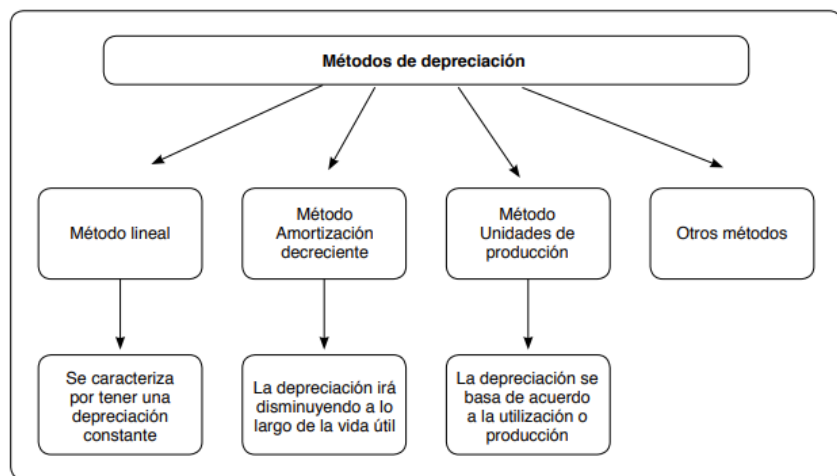 Métodos de depreciación
Método lineal
Método
Amortización
decreciente
Método
Unidades de
producción
Otros métodos
Se caracteriza
por tener una
depreciación
constante
La depreciación irá
disminuyendo a lo
largo de la vida útil
La depreciación se
basa de acuerdo
a la utilización o
producción